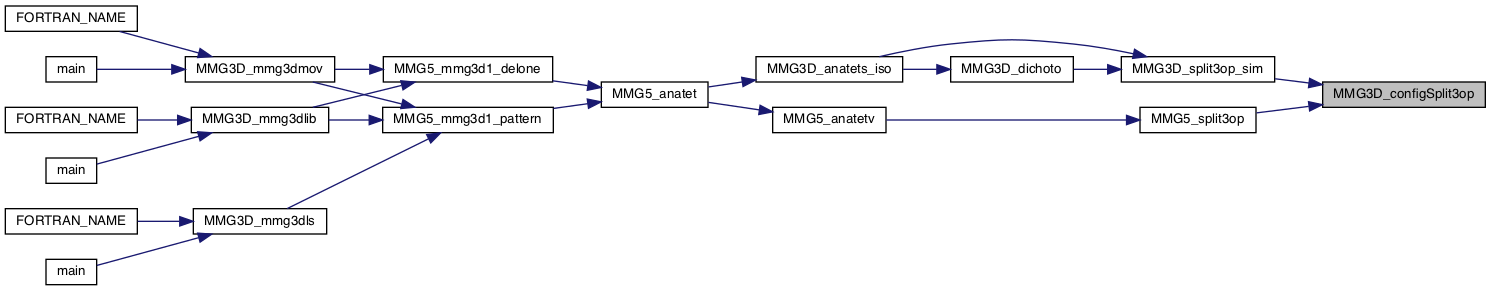 FORTRAN_NAME
main
MMG3D_mmg3dmov
MMG5_mmg3d1_delone
MMG5_anatet
MMG3D_anatets_iso
MMG3D_dichoto
MMG3D_split3op_sim
MMG3D_configSplit3op
FORTRAN_NAME
MMG3D_mmg3dlib
MMG5_mmg3d1_pattern
MMG5_anatetv
MMG5_split3op
main
FORTRAN_NAME
MMG3D_mmg3dls
main